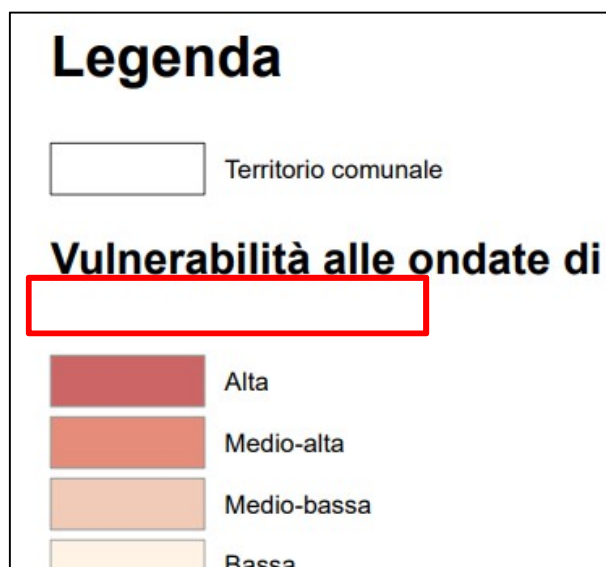 Legenda
Territorio comunale
Vulnerabilità alle ondate di
Alta
Medio-alta
Medio-bassa
Bassa